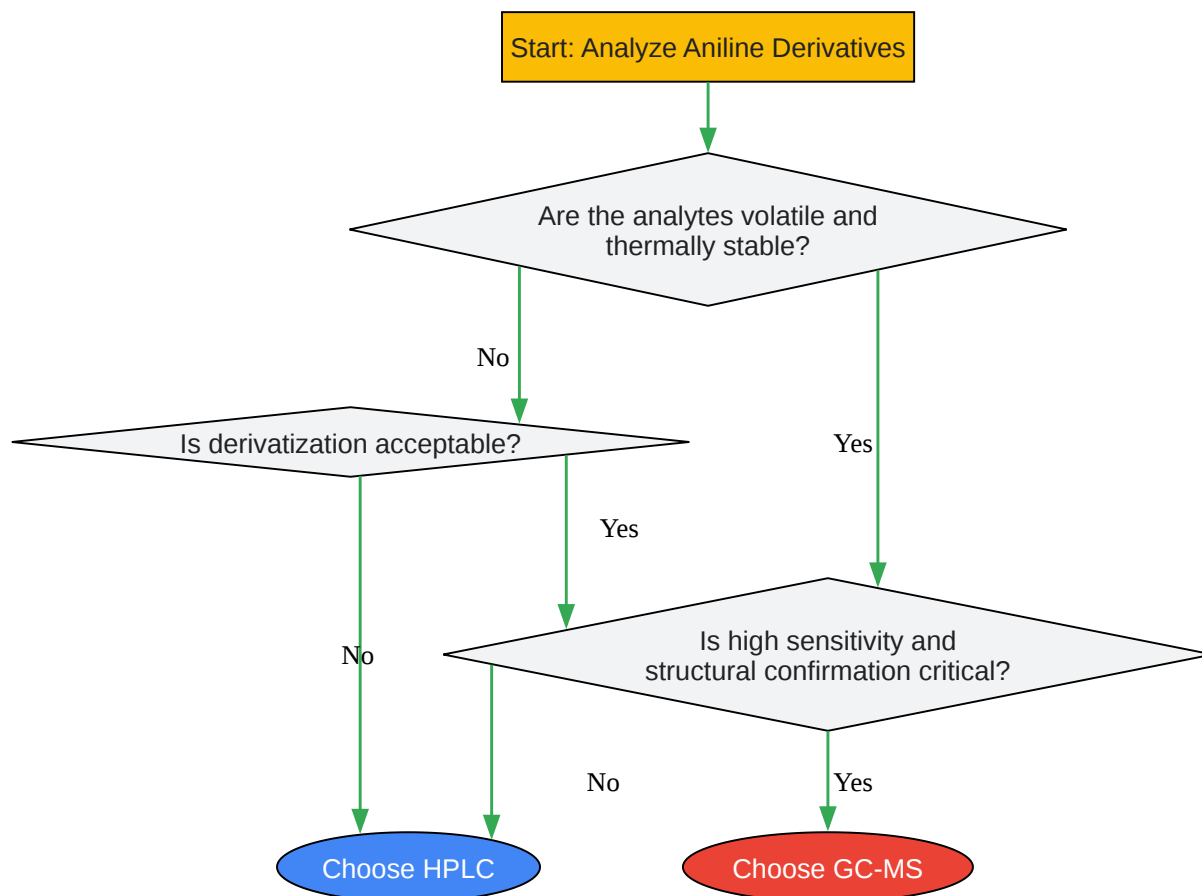 Start: Analyze Aniline Derivatives
Are the analytes volatile and
thermally stable?
No
Is derivatization acceptable?
Yes
Yes
No
Is high sensitivity and
structural confirmation critical?
No
Yes
Choose HPLC
Choose GC-MS